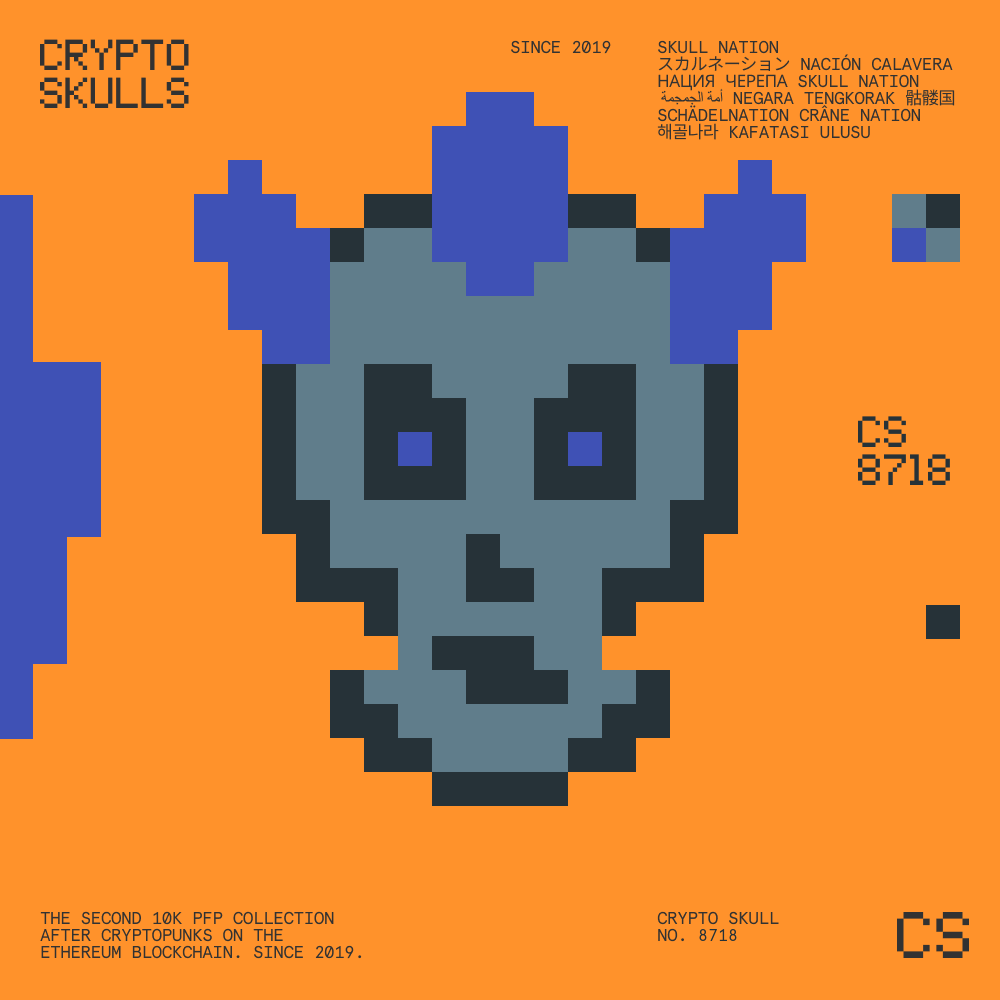 CRYPTO
SKULLS
SINCE 2019
SKULL NATION
スカルネーション NACIÓN CALAVERA
НАЦИЯ ЧЕРЕПА SKULL NATION
أمة الجمجمة NEGARA TENGKORAK 骷髅国
SCHÄDELNATION CRÂNE NATION
해골나라 KAFATASI ULUSU
CS
8718
THE SECOND 10K PFP COLLECTION
AFTER CRYPTOPUNKS ON THE
ETHEREUM BLOCKCHAIN. SINCE 2019.
CRYPTO SKULL
NO. 8718
CS